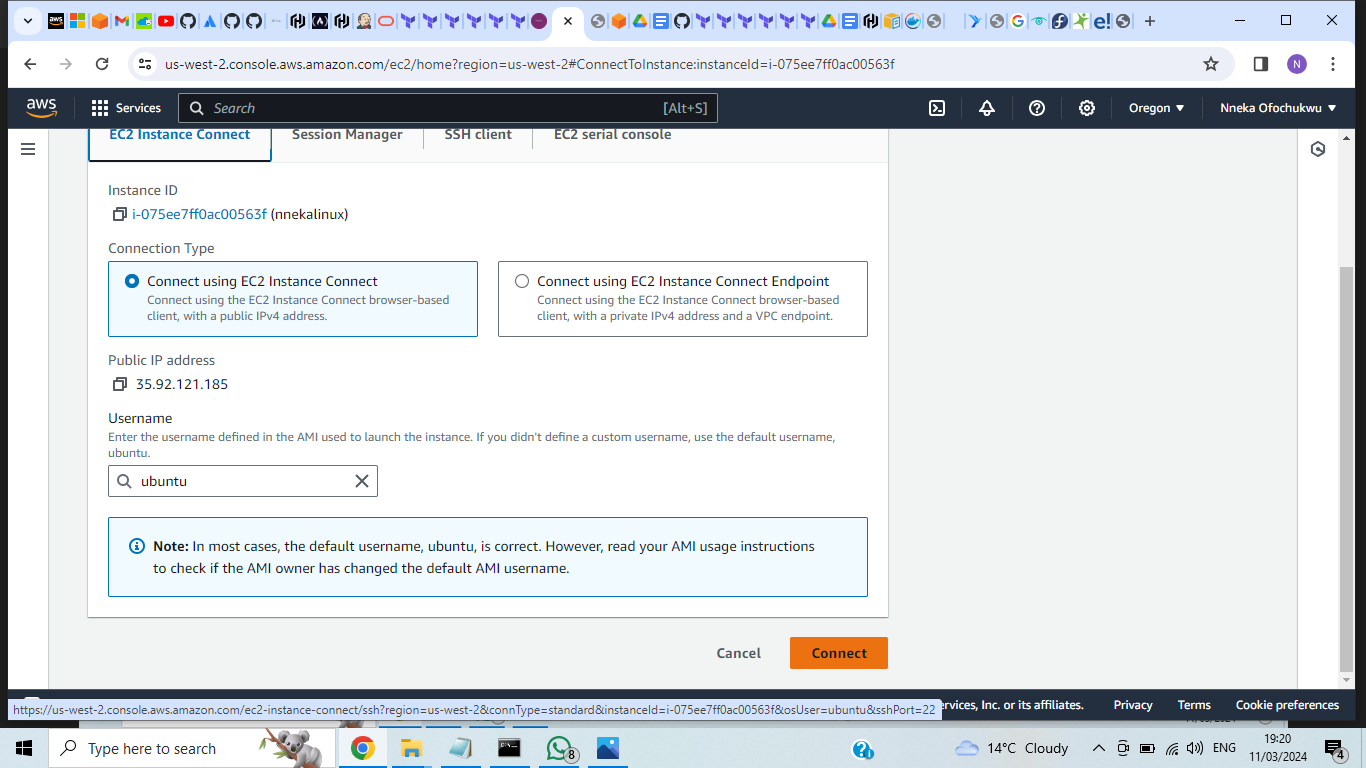 us-west-2.console.aws.amazon.com/ec2/home?region=us-west-2#ConnectToInstance:instanceId=i-075ee7ff0ac00563f
N
aws
Services
Search
[Alt+S]
Oregon
Nneka Ofochukwu
EC2 Instance Connect
Session Manager
SSH client
EC2 serial console
Instance ID
i-075ee7ff0ac00563f (nnekalinux)
Connection Type
Connect using EC2 Instance Connect
Connect using the EC2 Instance Connect browser-based
client, with a public IPv4 address.
Connect using EC2 Instance Connect Endpoint
Connect using the EC2 Instance Connect browser-based
client, with a private IPv4 address and a VPC endpoint.
Public IP address
35.92.121.185
Username
Enter the username defined in the AMI used to launch the instance. If you didn't define a custom username, use the default username,
ubuntu.
ubuntu
Note: In most cases, the default username, ubuntu, is correct. However, read your AMI usage instructions
to check if the AMI owner has changed the default AMI username.
Cancel
Connect
https://us-west-2.console.aws.amazon.com/ec2-instance-connect/ssh?region=us-west-2&connType=standard&instanceId=i-075ee7ff0ac00563f&osUser=ubuntu&sshPort=22
ervices, Inc. or its affiliates.
Privacy
Terms
Cookie preferences
Type here to search
8
14°C Cloudy
ENG
19:20
11/03/2024
4